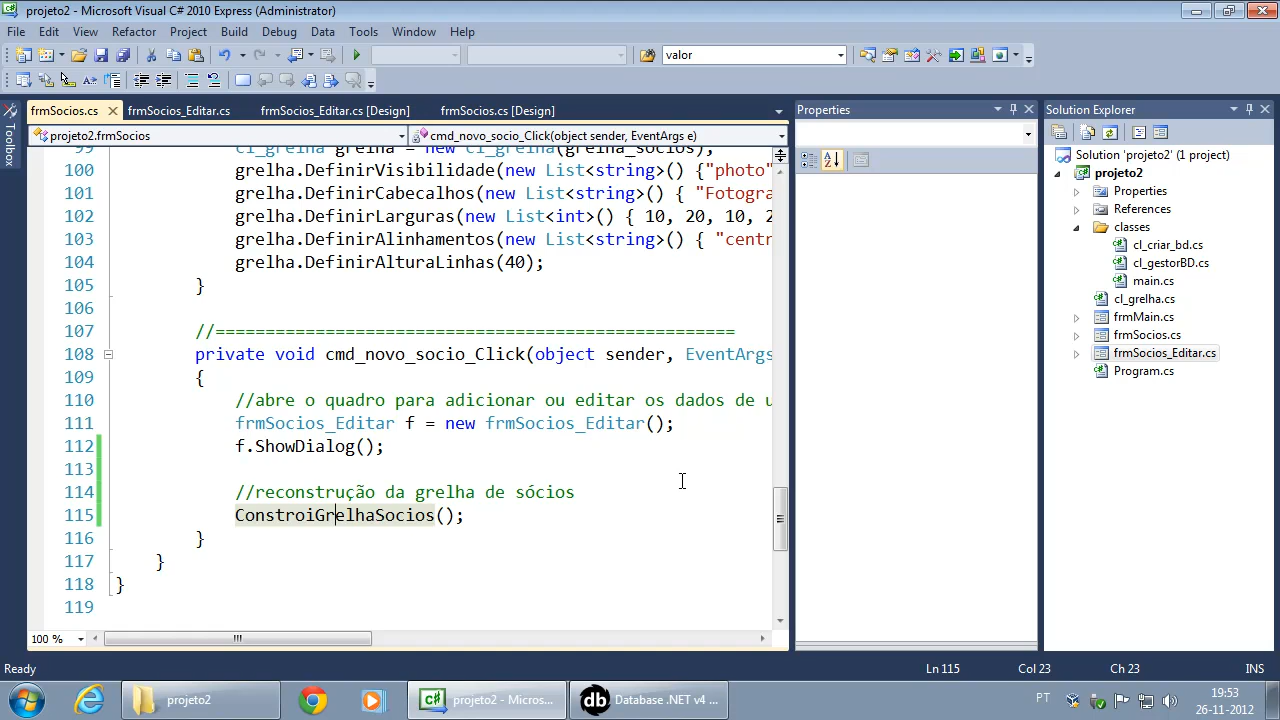 projeto2 - Microsoft Visual C# 2010 Express (Administrator)
File Edit View Refactor Project Build Debug Data Tools Window Help
valor
frmSocios.cs frmSocios_Editar.cs frmSocios_Editar.cs [Design] frmSocios.cs [Design]
projeto2.frmSocios cmd_novo_socio_Click(object sender, EventArgs e)
Toolbox
99 cl_grelha grelha = new cl_grelha(grelha_socios);
100 grelha.DefinirVisibilidade(new List<string>() {"photo"
101 grelha.DefinirCabecalhos(new List<string>() { "Fotogra
102 grelha.DefinirLarguras(new List<int>() { 10, 20, 10, 2
103 grelha.DefinirAlinhamentos(new List<string>() { "centr
104 grelha.DefinirAlturaLinhas(40);
105 }
106
107 //====================================================
108 private void cmd_novo_socio_Click(object sender, EventArgs
109 {
110 //abre o quadro para adicionar ou editar os dados de u
111 frmSocios_Editar f = new frmSocios_Editar();
112 f.ShowDialog();
113
114 //reconstrução da grelha de sócios
115 ConstroiGrelhaSocios();
116 }
117 }
118 }
119
100 %
Properties
Solution Explorer
Solution 'projeto2' (1 project)
projeto2
Properties
References
classes
cl_criar_bd.cs
cl_gestorBD.cs
main.cs
cl_grelha.cs
frmMain.cs
frmSocios.cs
frmSocios_Editar.cs
Program.cs
Ready Ln 115 Col 23 Ch 23 INS
projeto2 projeto2 - Micros... db Database .NET v4 ... PT 19:53
26-11-2012